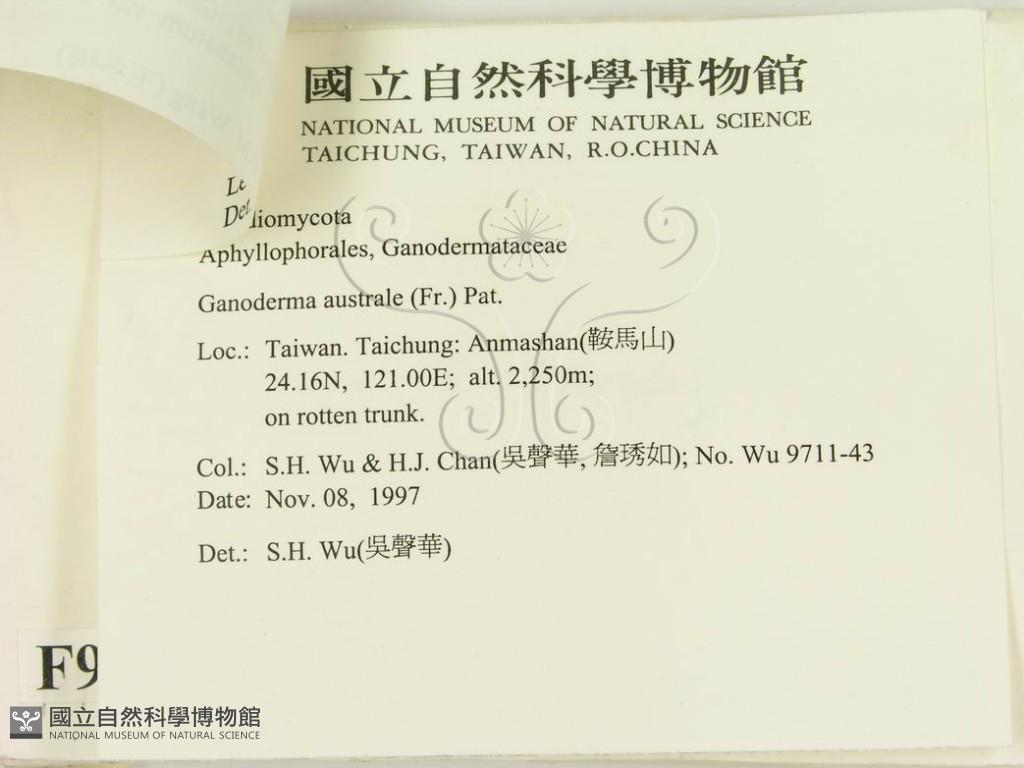 國立自然科學博物館
NATIONAL MUSEUM OF NATURAL SCIENCE
TAICHUNG, TAIWAN, R.O.CHINA
Det
diomycota
Aphyllophorales, Ganodermataceae
Ganoderma australe (Fr.) Pat.
Loc.: Taiwan. Taichung: Anmashan(鞍馬山)
24.16N, 121.00E; alt. 2,250m;
on rotten trunk.
Col.: S.H. Wu & H.J. Chan(吳聲華, 詹琇如); No. Wu 9711-43
Date: Nov. 08, 1997
Det.: S.H. Wu(吳聲華)
F9
國立自然科學博物館
NATIONAL MUSEUM OF NATURAL SCIENCE